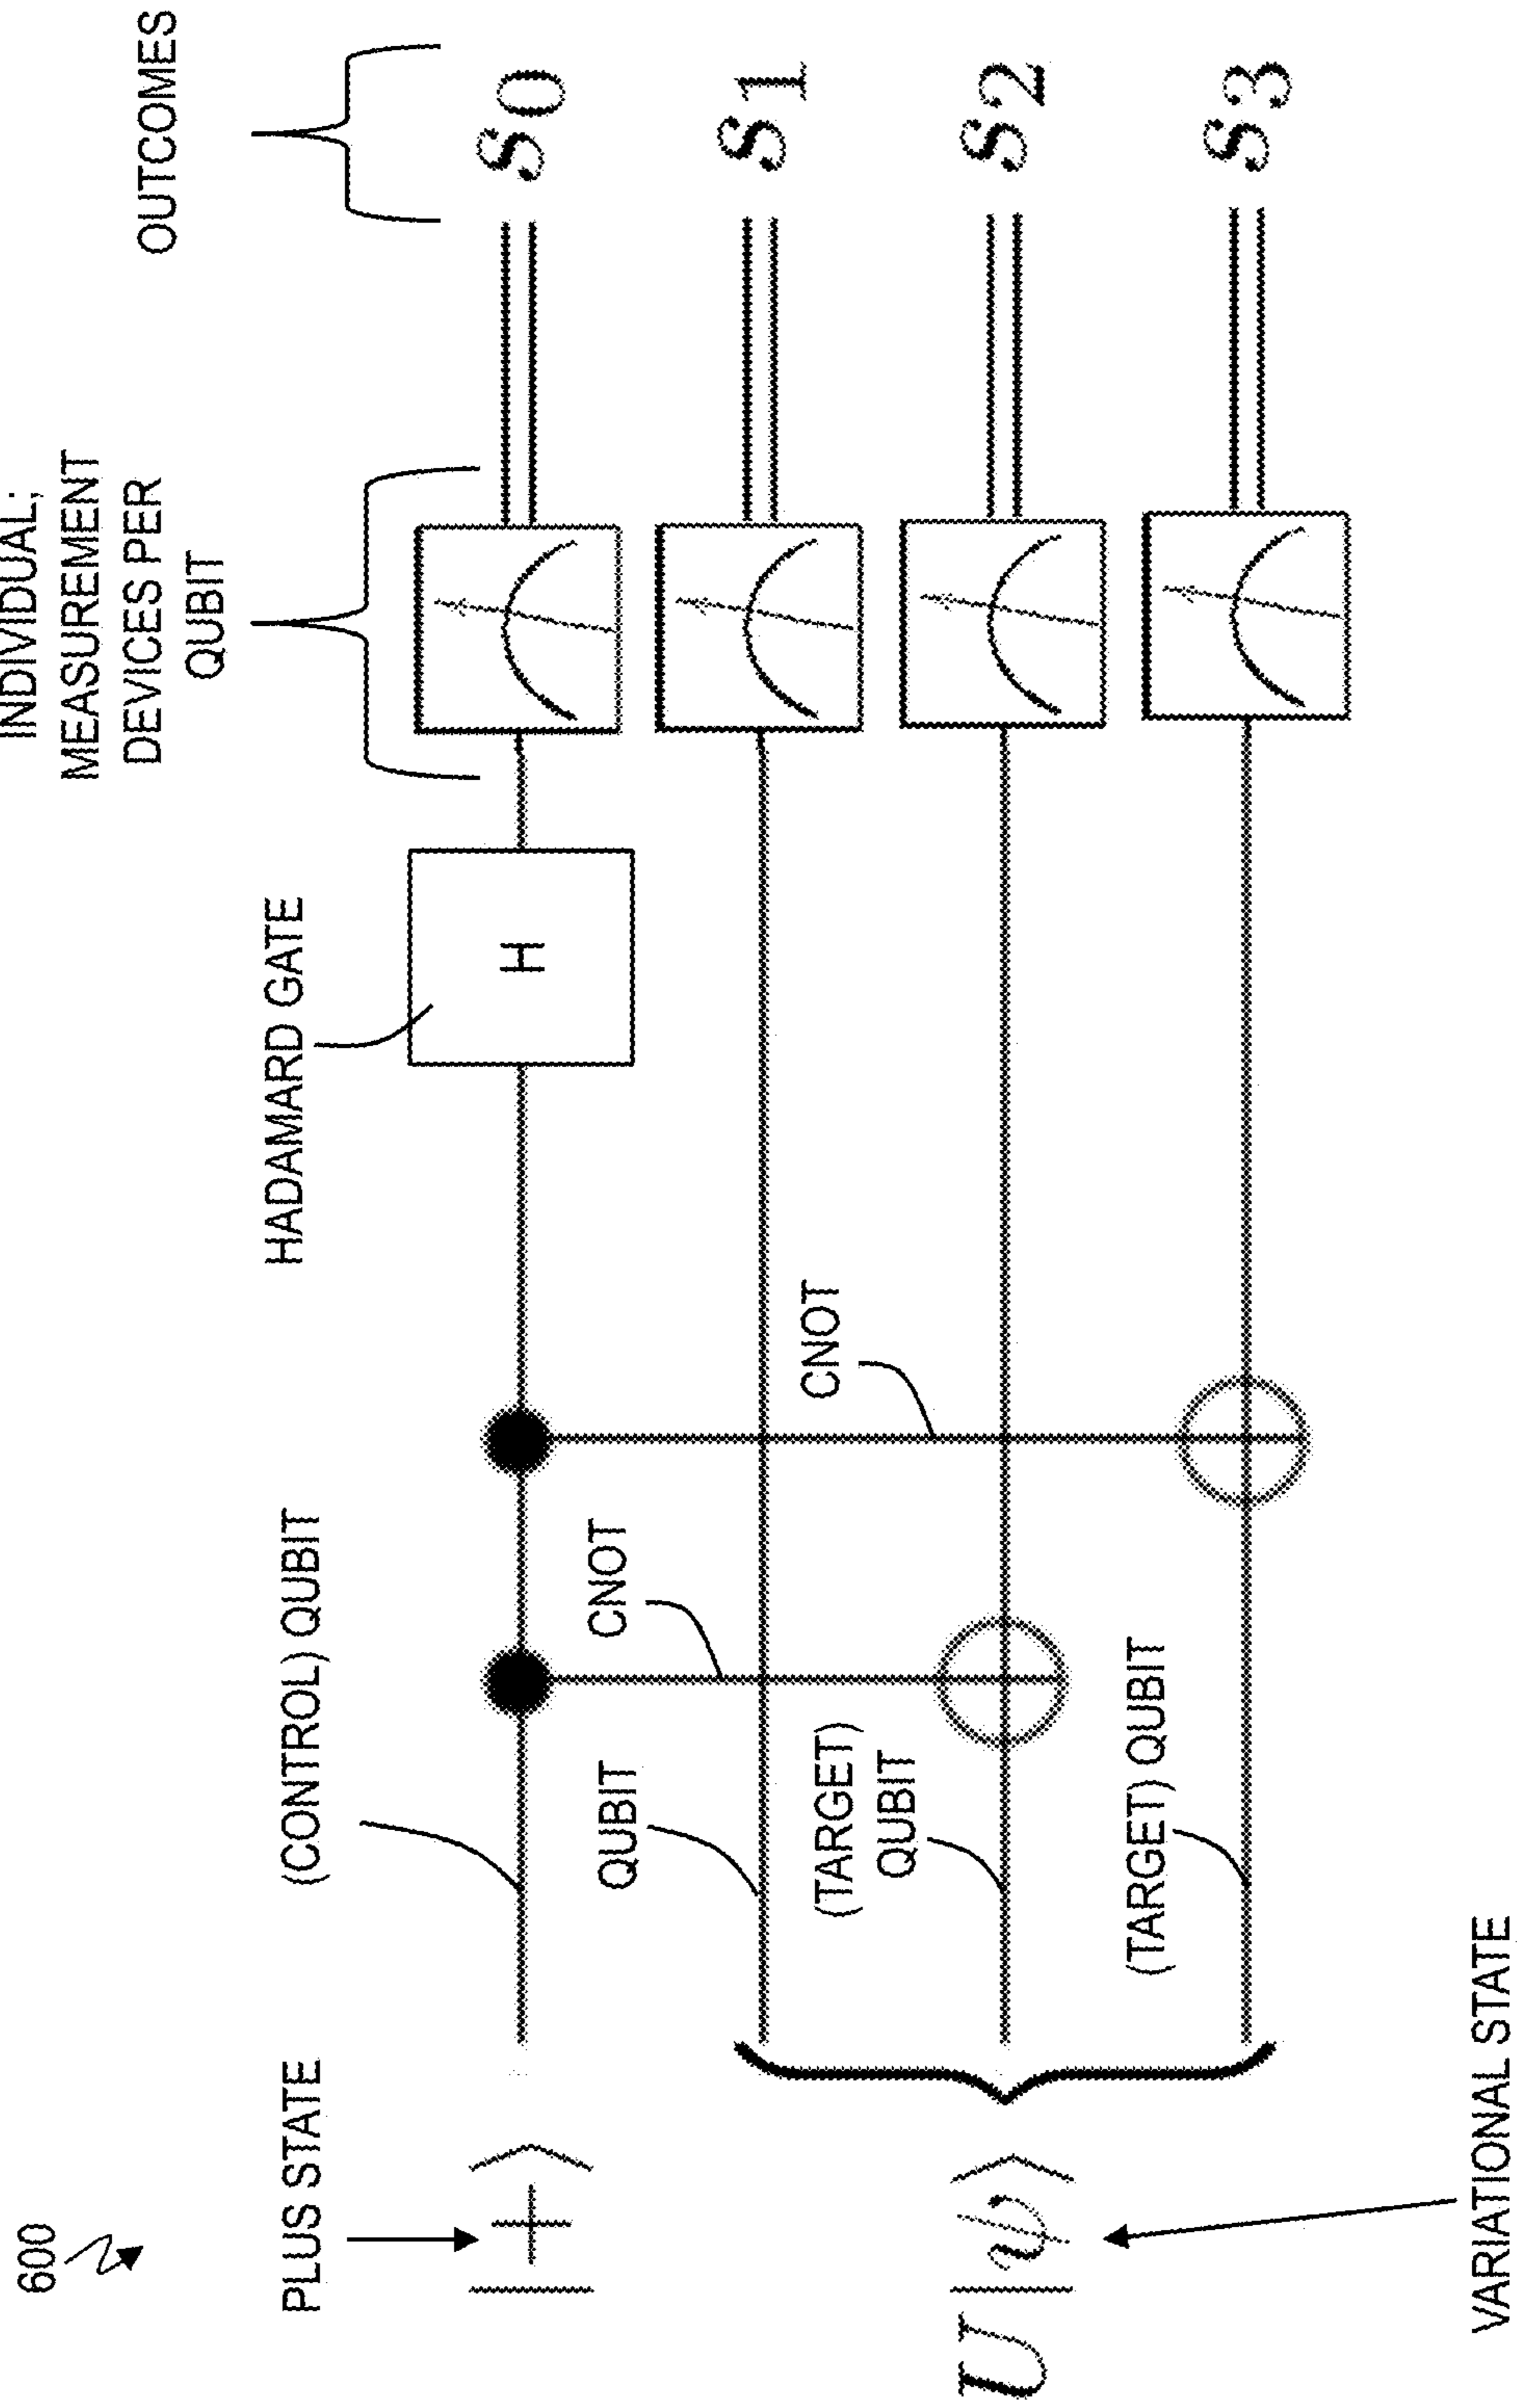 600
INDIVIDUAL;
MEASUREMENT
DEVICES PER
QUBIT
OUTCOMES
PLUS STATE
(CONTROL) QUBIT
HADAMARD GATE
|+⟩
H
S0
QUBIT
CNOT
S1
(TARGET)
QUBIT
CNOT
U|ψ⟩
S2
(TARGET) QUBIT
S3
VARIATIONAL STATE